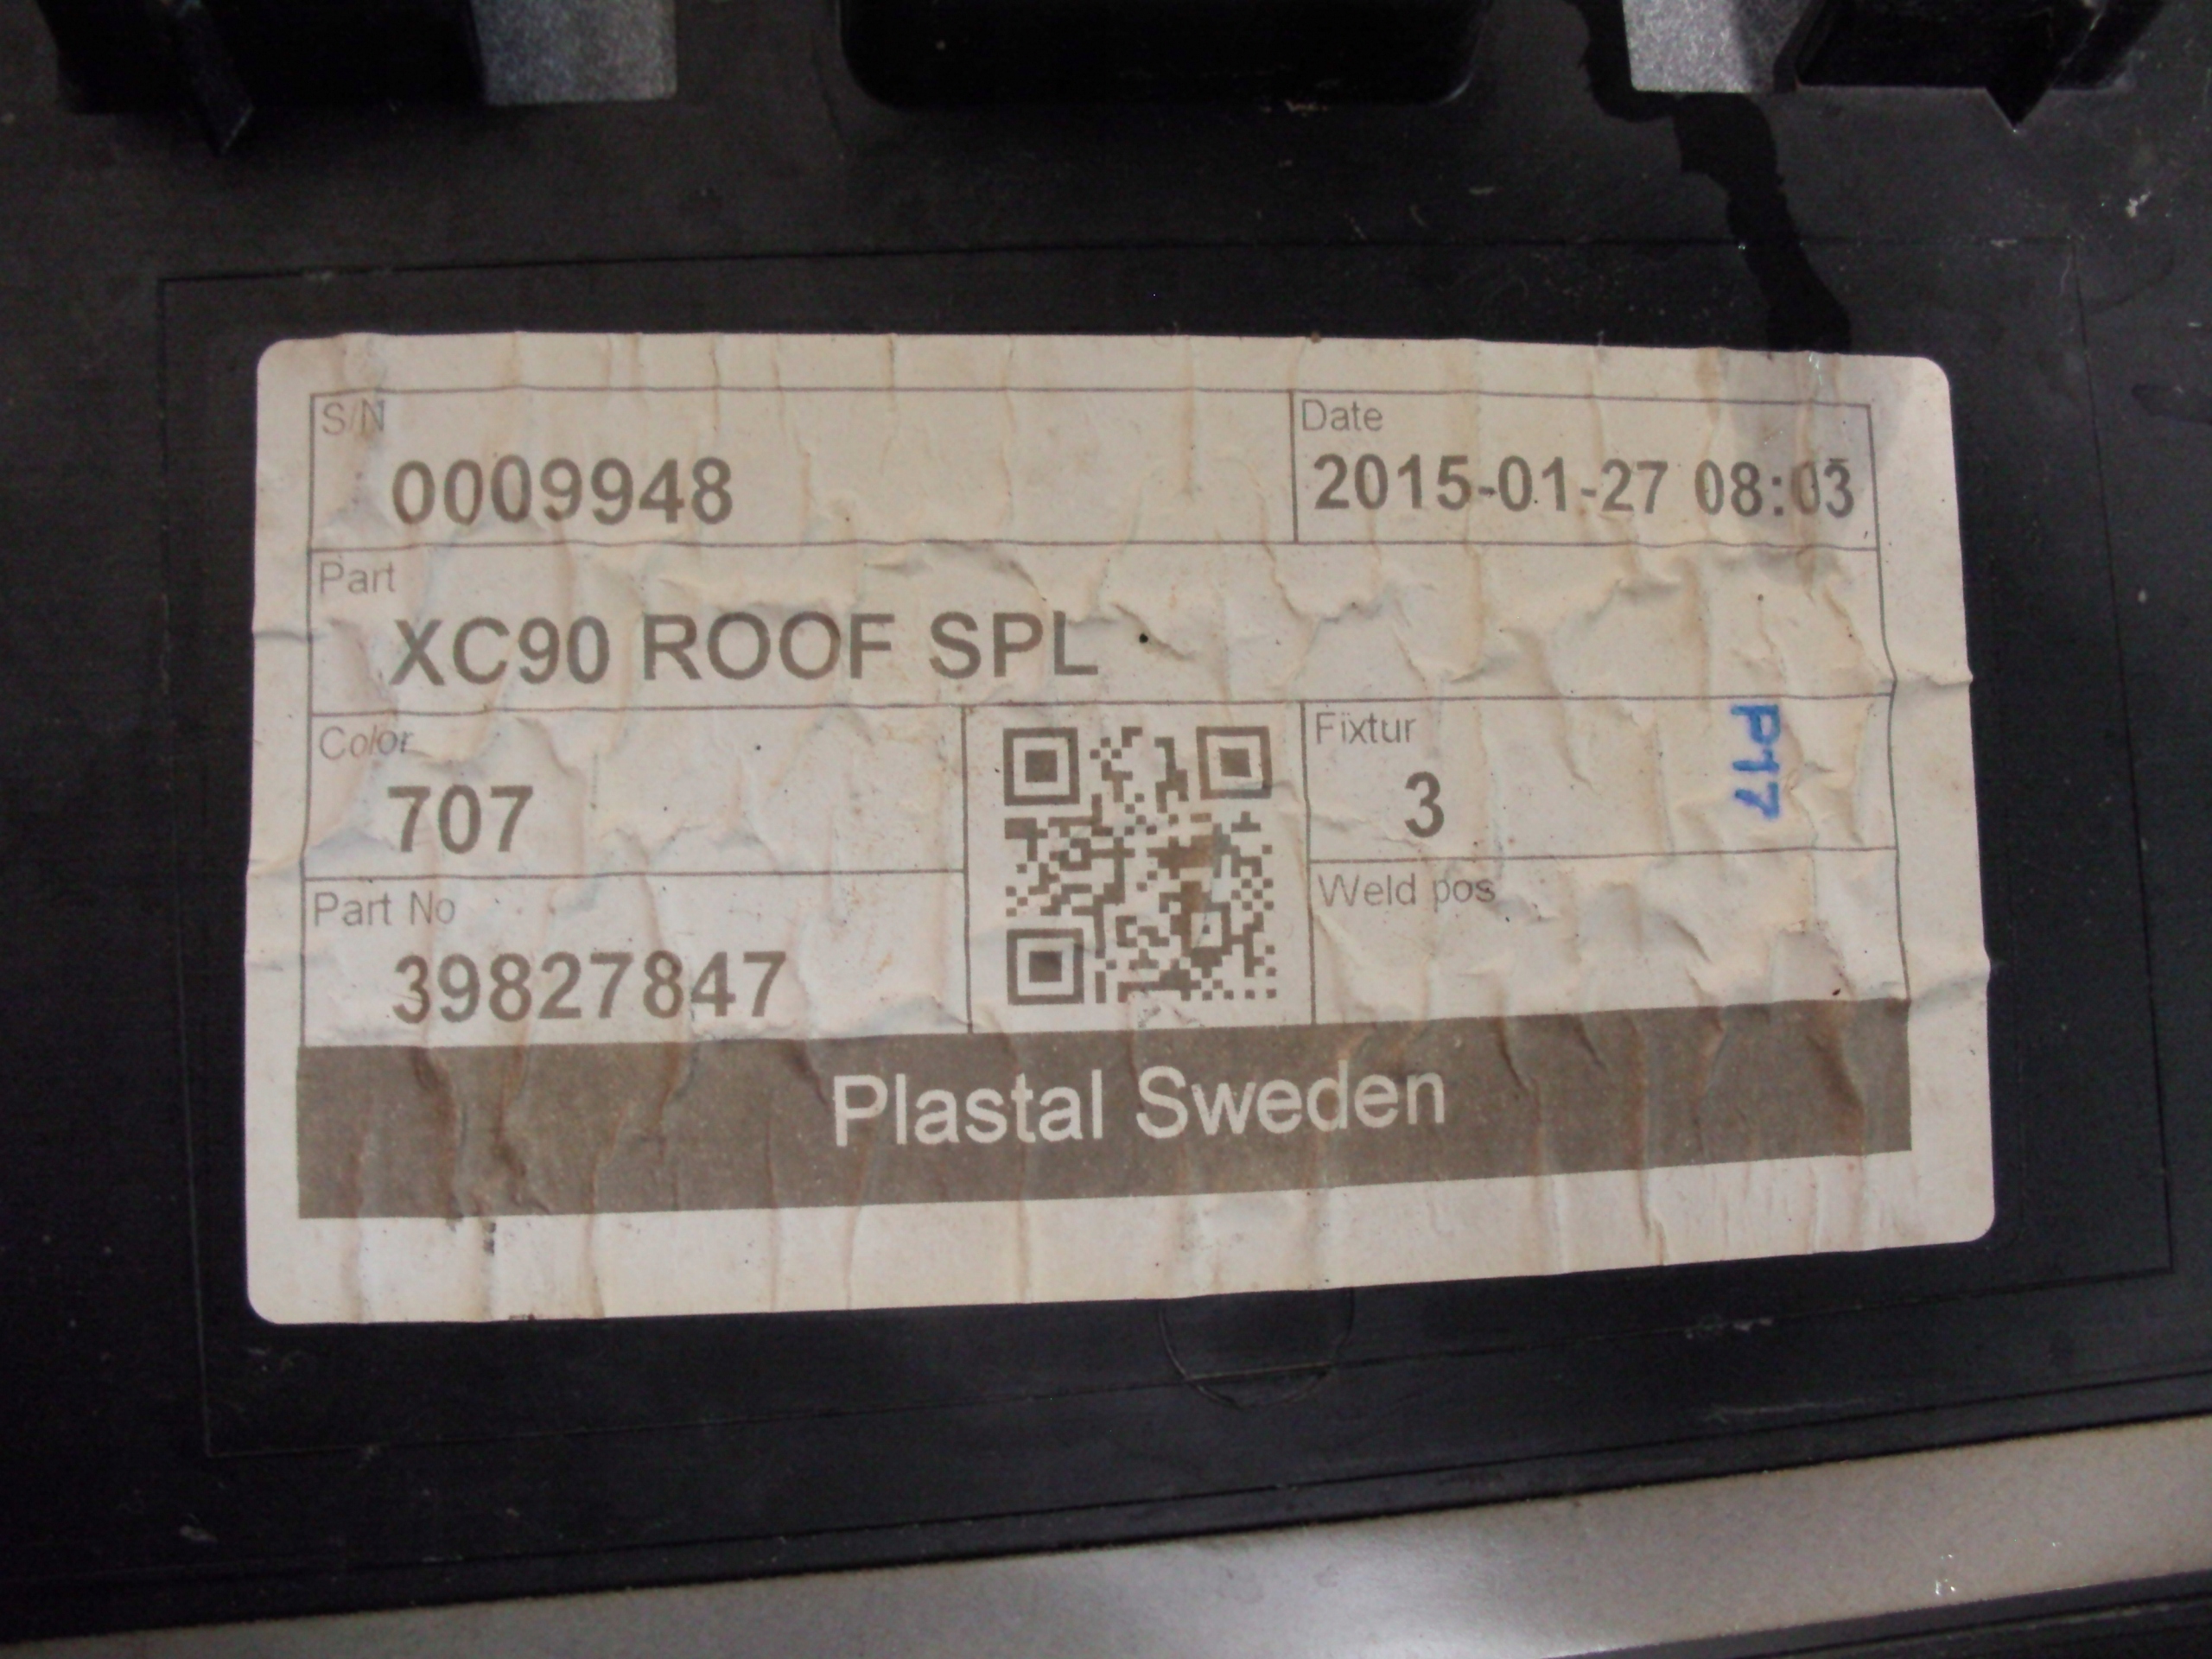 S/N
0009948
Date
2015-01-27 08:03
Part
XC90 ROOF SPL
Color
707
Fixtur
3
P17
Part No
39827847
Weld pos
Plastal Sweden